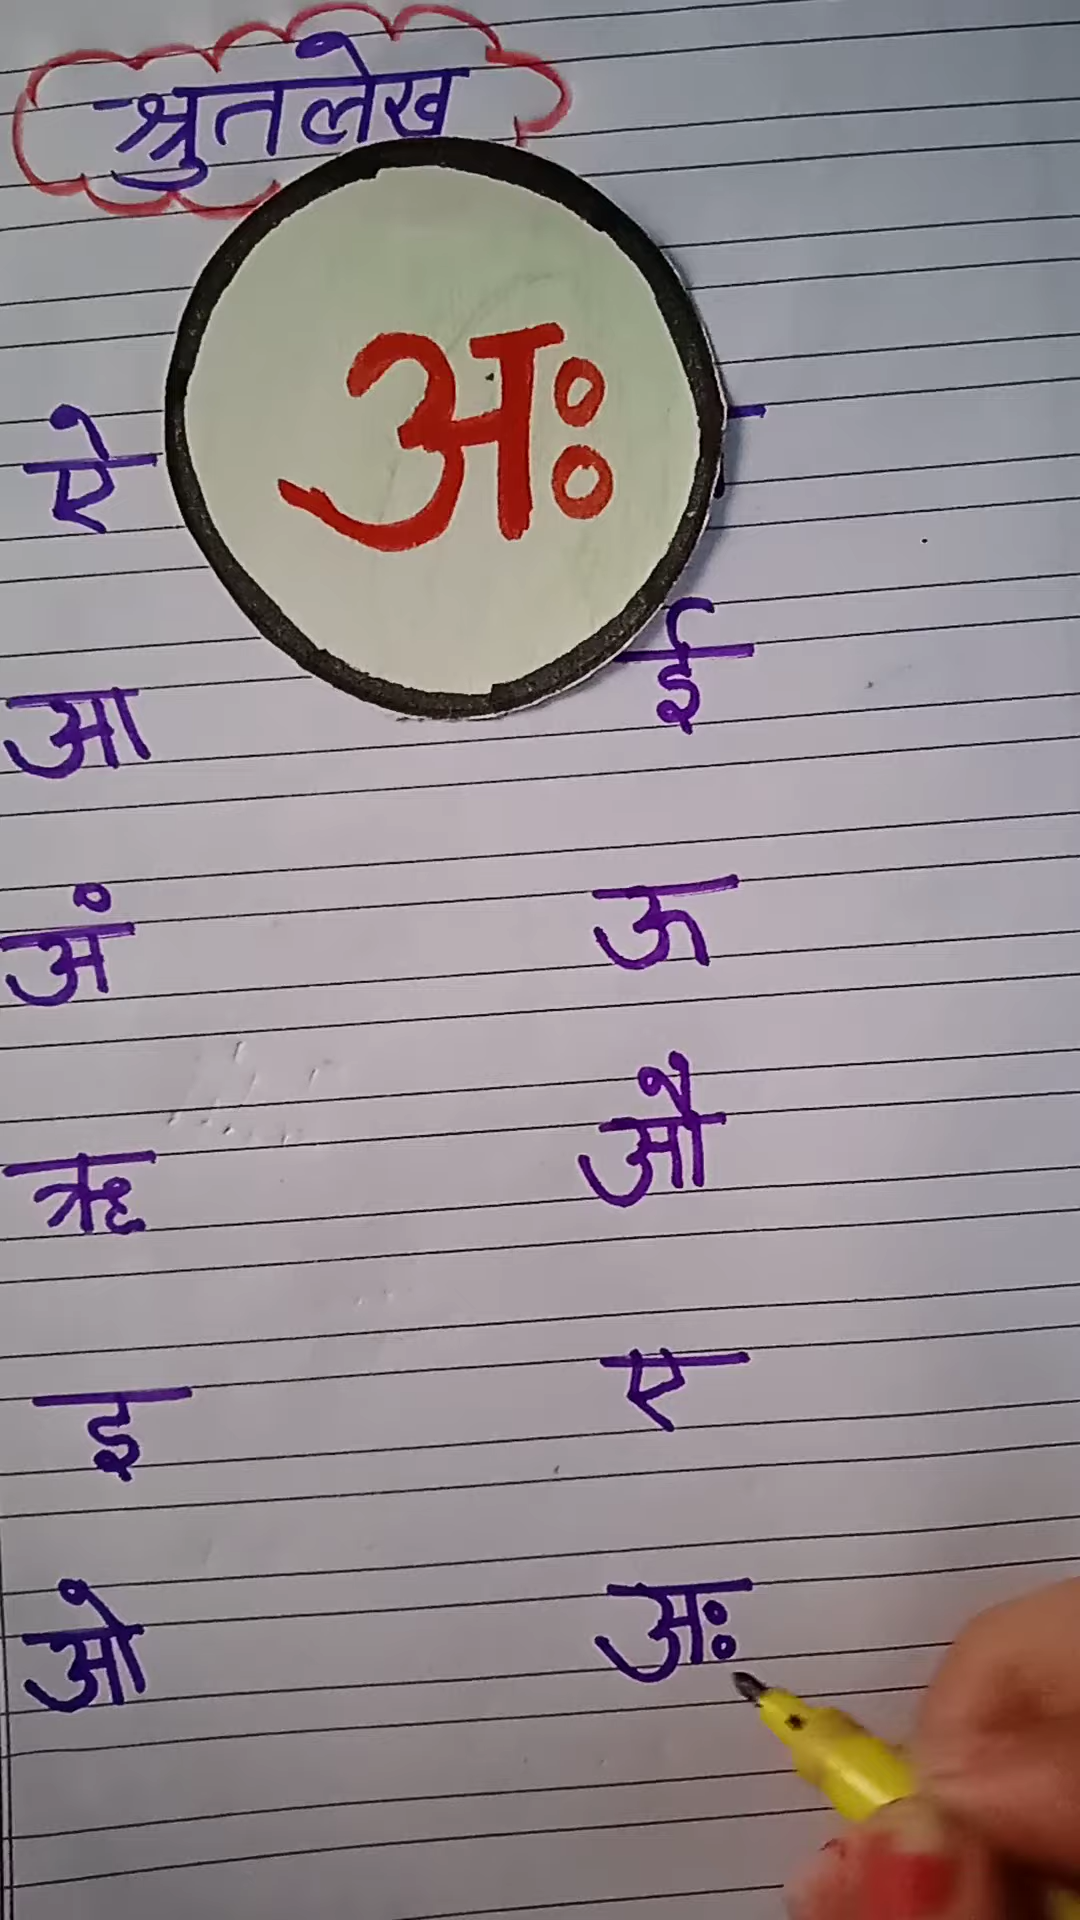 श्रुतलेख
अः
ऐ
आ ई
अं ऊ
ऋ औ
इ ए
ओ अः